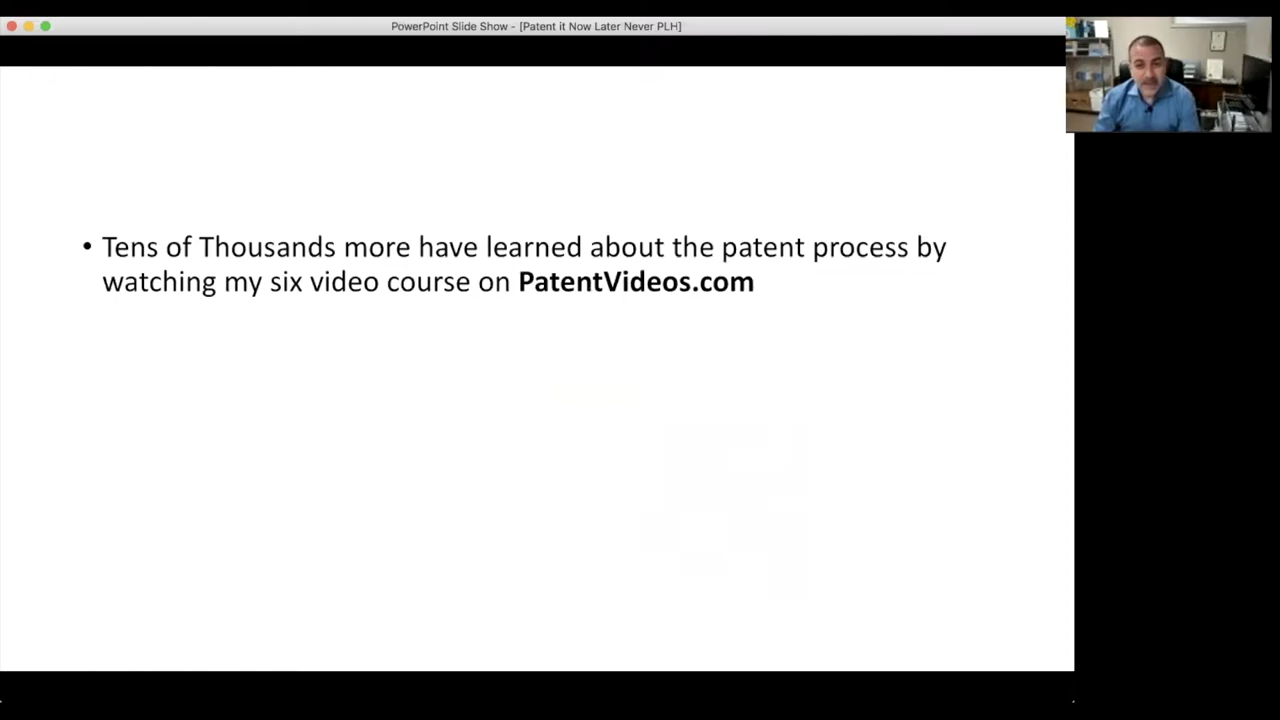 PowerPoint Slide Show - [Patent it Now Later Never PLH]
• Tens of Thousands more have learned about the patent process by
watching my six video course on PatentVideos.com